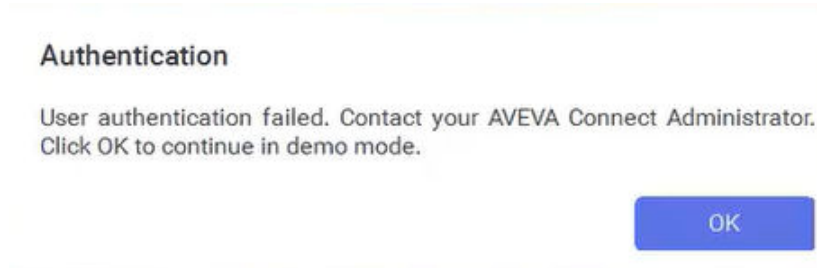 Authentication
User authentication failed. Contact your AVEVA Connect Administrator.
Click OK to continue in demo mode.
OK